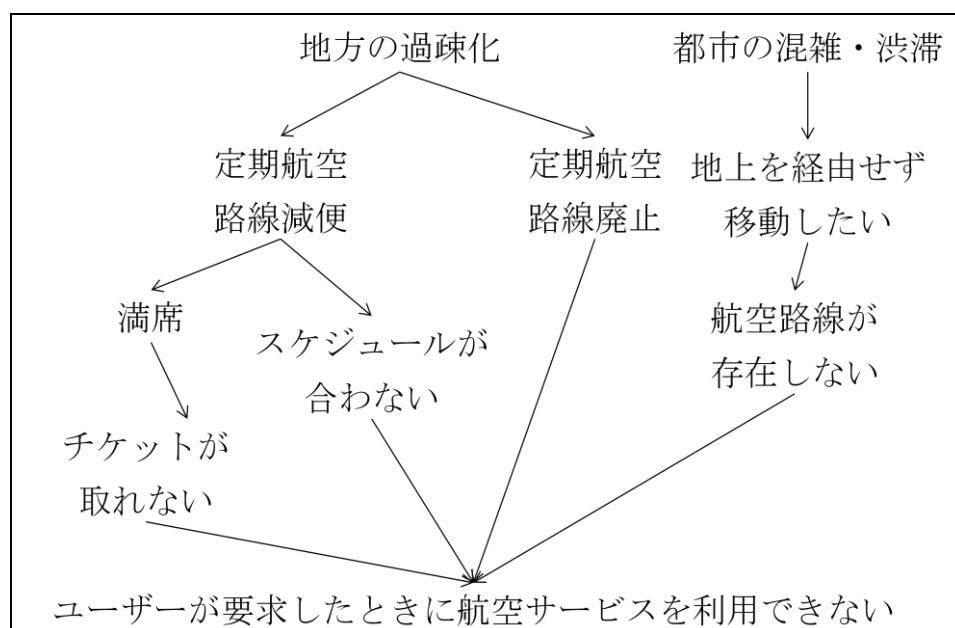 地方の過疎化
都市の混雑・渋滞
定期航空
路線減便
定期航空
路線廃止
地上を経由せず
移動したい
満席
スケジュールが
合わない
航空路線が
存在しない
チケットが
取れない
ユーザーが要求したときに航空サービスを利用できない